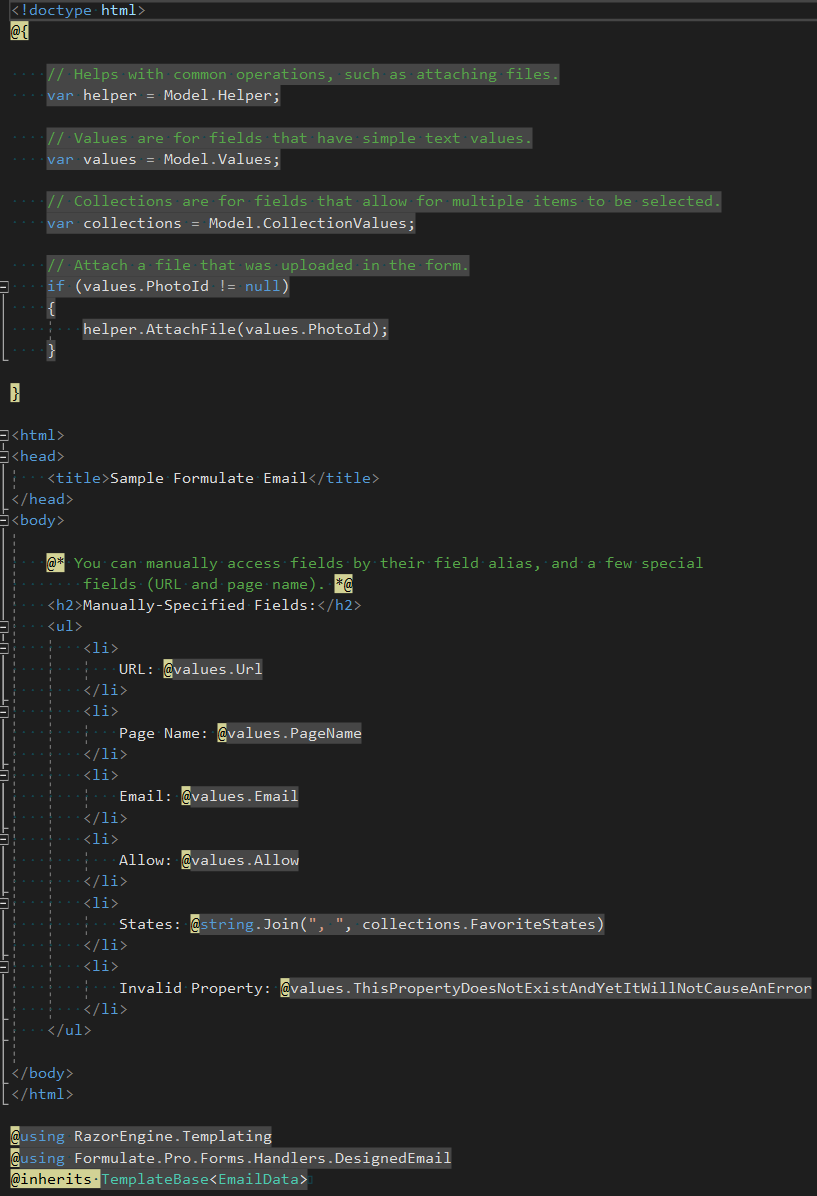 <!doctype html>
@{
// Helps with common operations, such as attaching files.
var helper = Model.Helper;
// Values are for fields that have simple text values.
var values = Model.Values;
// Collections are for fields that allow for multiple items to be selected.
var collections = Model.CollectionValues;
// Attach a file that was uploaded in the form.
if (values.PhotoId != null)
{
helper.AttachFile(values.PhotoId);
}
}
<html>
<head>
<title>Sample Formulate Email</title>
</head>
<body>
@* You can manually access fields by their field alias, and a few special
fields (URL and page name). *@
<h2>Manually-Specified Fields:</h2>
<ul>
<li>
URL: @values.Url
</li>
<li>
Page Name: @values.PageName
</li>
<li>
Email: @values.Email
</li>
<li>
Allow: @values.Allow
</li>
<li>
States: @string.Join(", ", collections.FavoriteStates)
</li>
<li>
Invalid Property: @values.ThisPropertyDoesNotExistAndYetItWillNotCauseAnError
</li>
</ul>
</body>
</html>
@using RazorEngine.Templating
@using Formulate.Pro.Forms.Handlers.DesignedEmail
@inherits TemplateBase<EmailData>